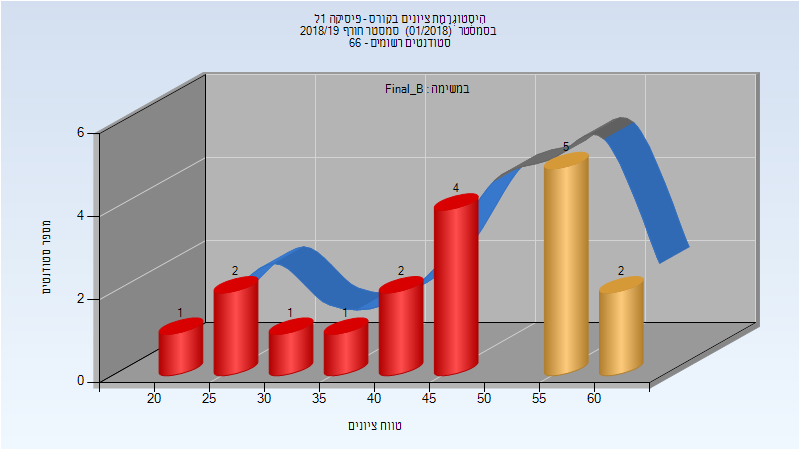 היסטוגרמת ציונים בקורס - פיסיקה 1ל
בסמסטר (01/2018) סמסטר חורף 2018/19
סטודנטים רשומים - 66
במשימה : Final_B
מספר סטודנטים
6
4
2
0
1
2
1
1
2
4
5
2
20 25 30 35 40 45 50 55 60
טווח ציונים